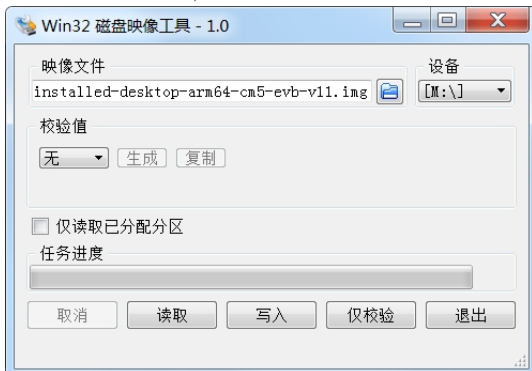 Win32 磁盘映像工具 - 1.0
映像文件
设备
installed-desktop-arm64-cm5-evb-v11.img
[M:\]
校验值
无
生成
复制
仅读取已分配分区
任务进度
取消
读取
写入
仅校验
退出